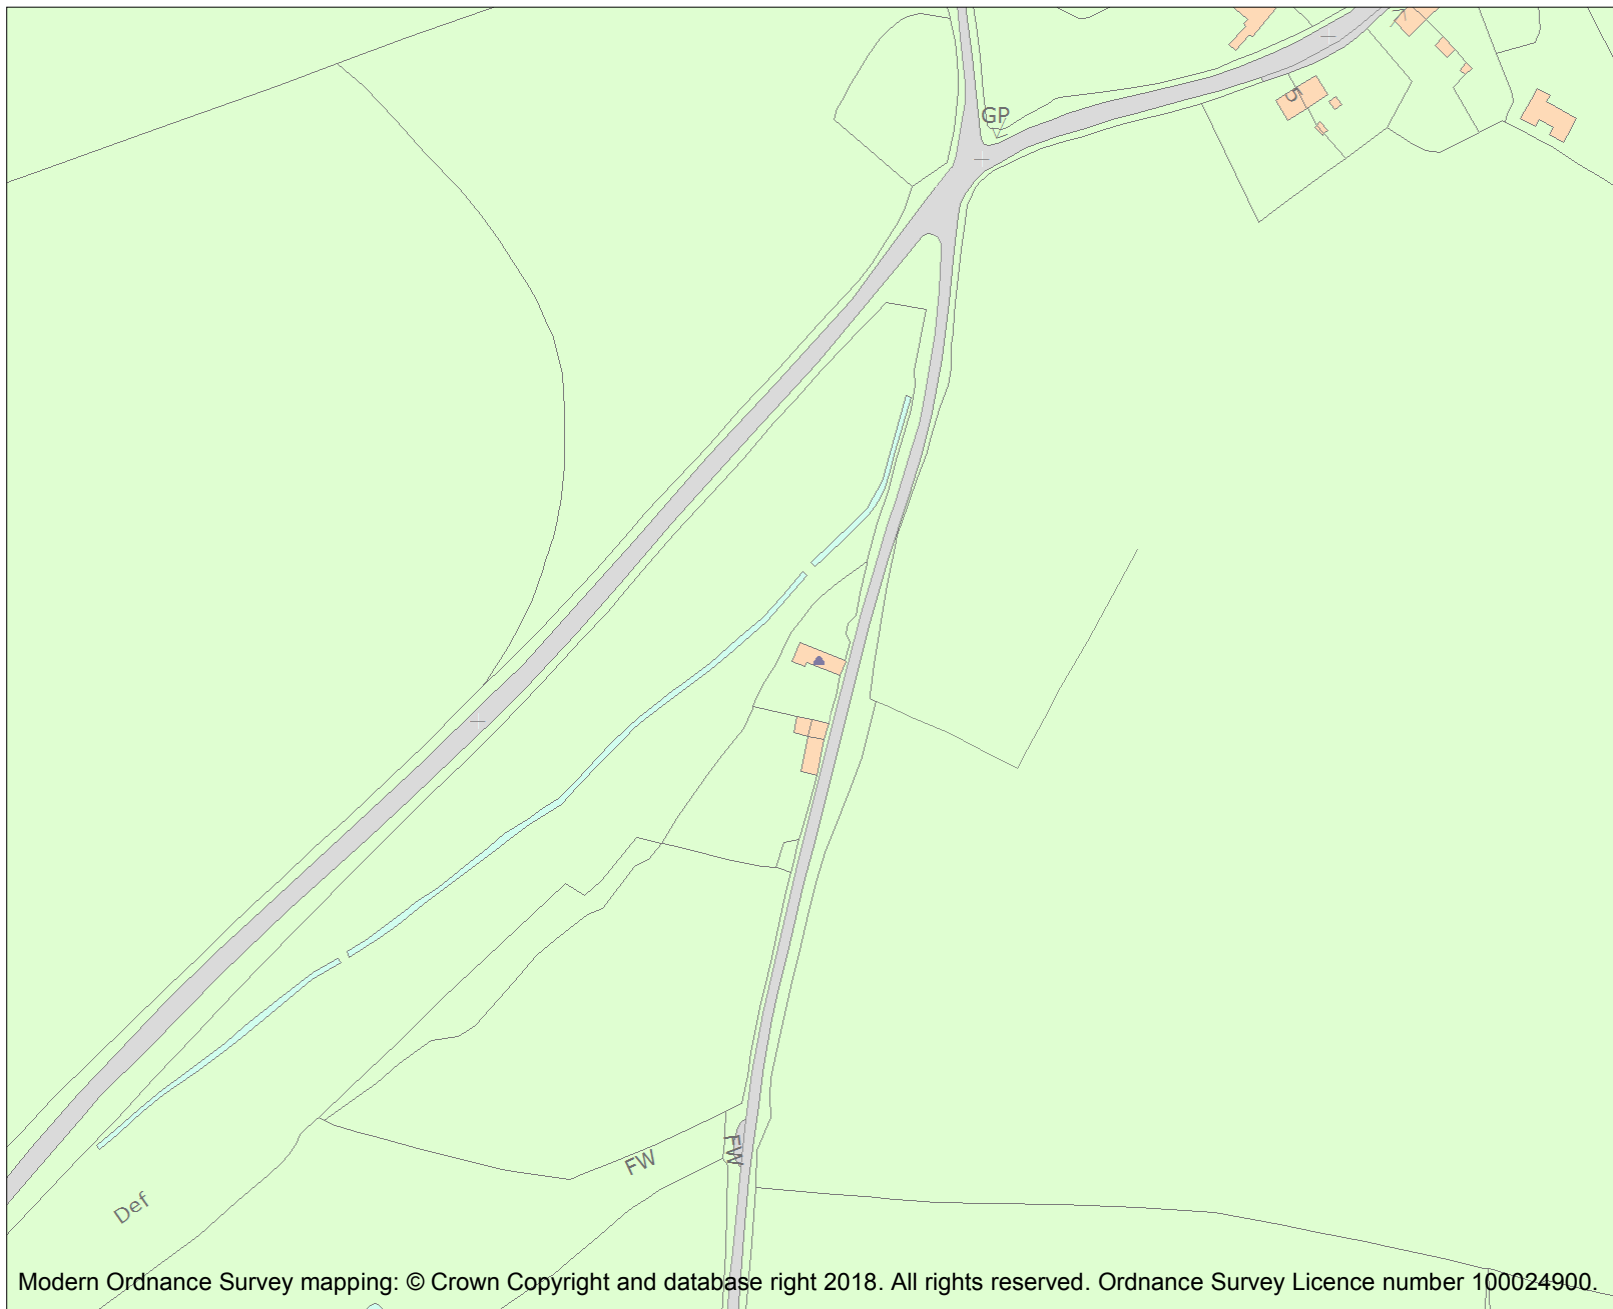 GP
5
FW
FW
Def
Modern Ordnance Survey mapping: © Crown Copyright and database right 2018. All rights reserved. Ordnance Survey Licence number 100024900.